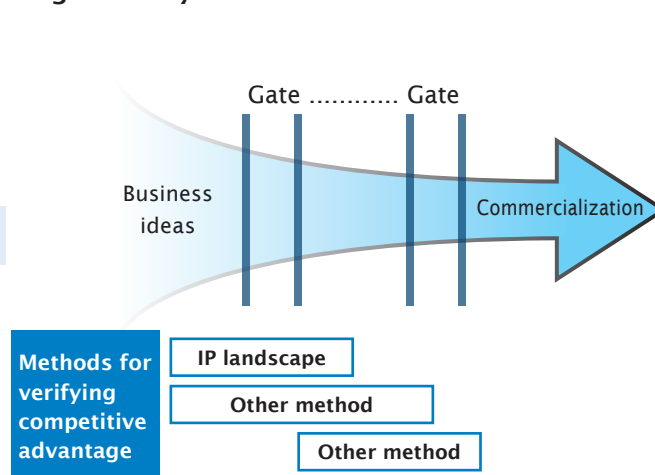 Gate ............ Gate
Business
ideas
Commercialization
Methods for
verifying
competitive
advantage
IP landscape
Other method
Other method